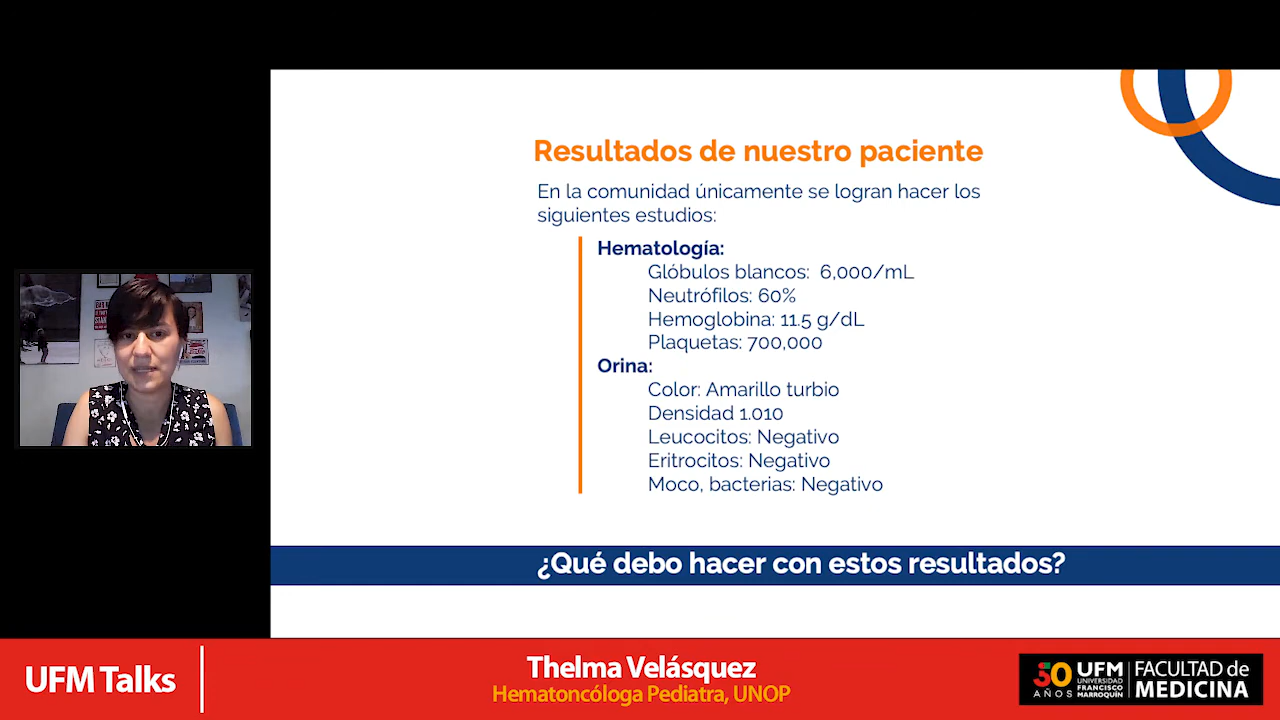 Resultados de nuestro paciente
En la comunidad únicamente se logran hacer los
siguientes estudios:
Hematología:
Glóbulos blancos: 6,000/mL
Neutrófilos: 60%
Hemoglobina: 11.5 g/dL
Plaquetas: 700,000
Orina:
Color: Amarillo turbio
Densidad 1.010
Leucocitos: Negativo
Eritrocitos: Negativo
Moco, bacterias: Negativo
¿Qué debo hacer con estos resultados?
UFM Talks
Thelma Velásquez
Hematoncóloga Pediatra, UNOP
50 AÑOS
UFM
UNIVERSIDAD
FRANCISCO
MARROQUÍN
FACULTAD de
MEDICINA